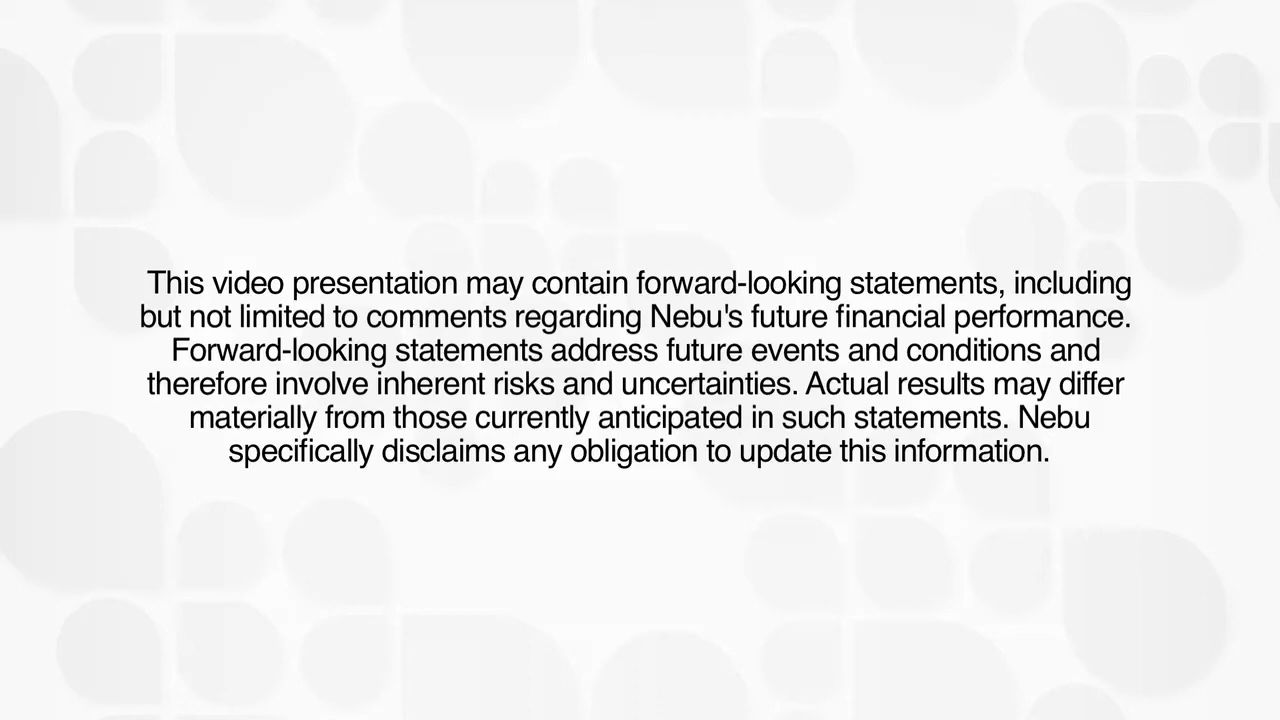 This video presentation may contain forward-looking statements, including
but not limited to comments regarding Nebu's future financial performance.
Forward-looking statements address future events and conditions and
therefore involve inherent risks and uncertainties. Actual results may differ
materially from those currently anticipated in such statements. Nebu
specifically disclaims any obligation to update this information.